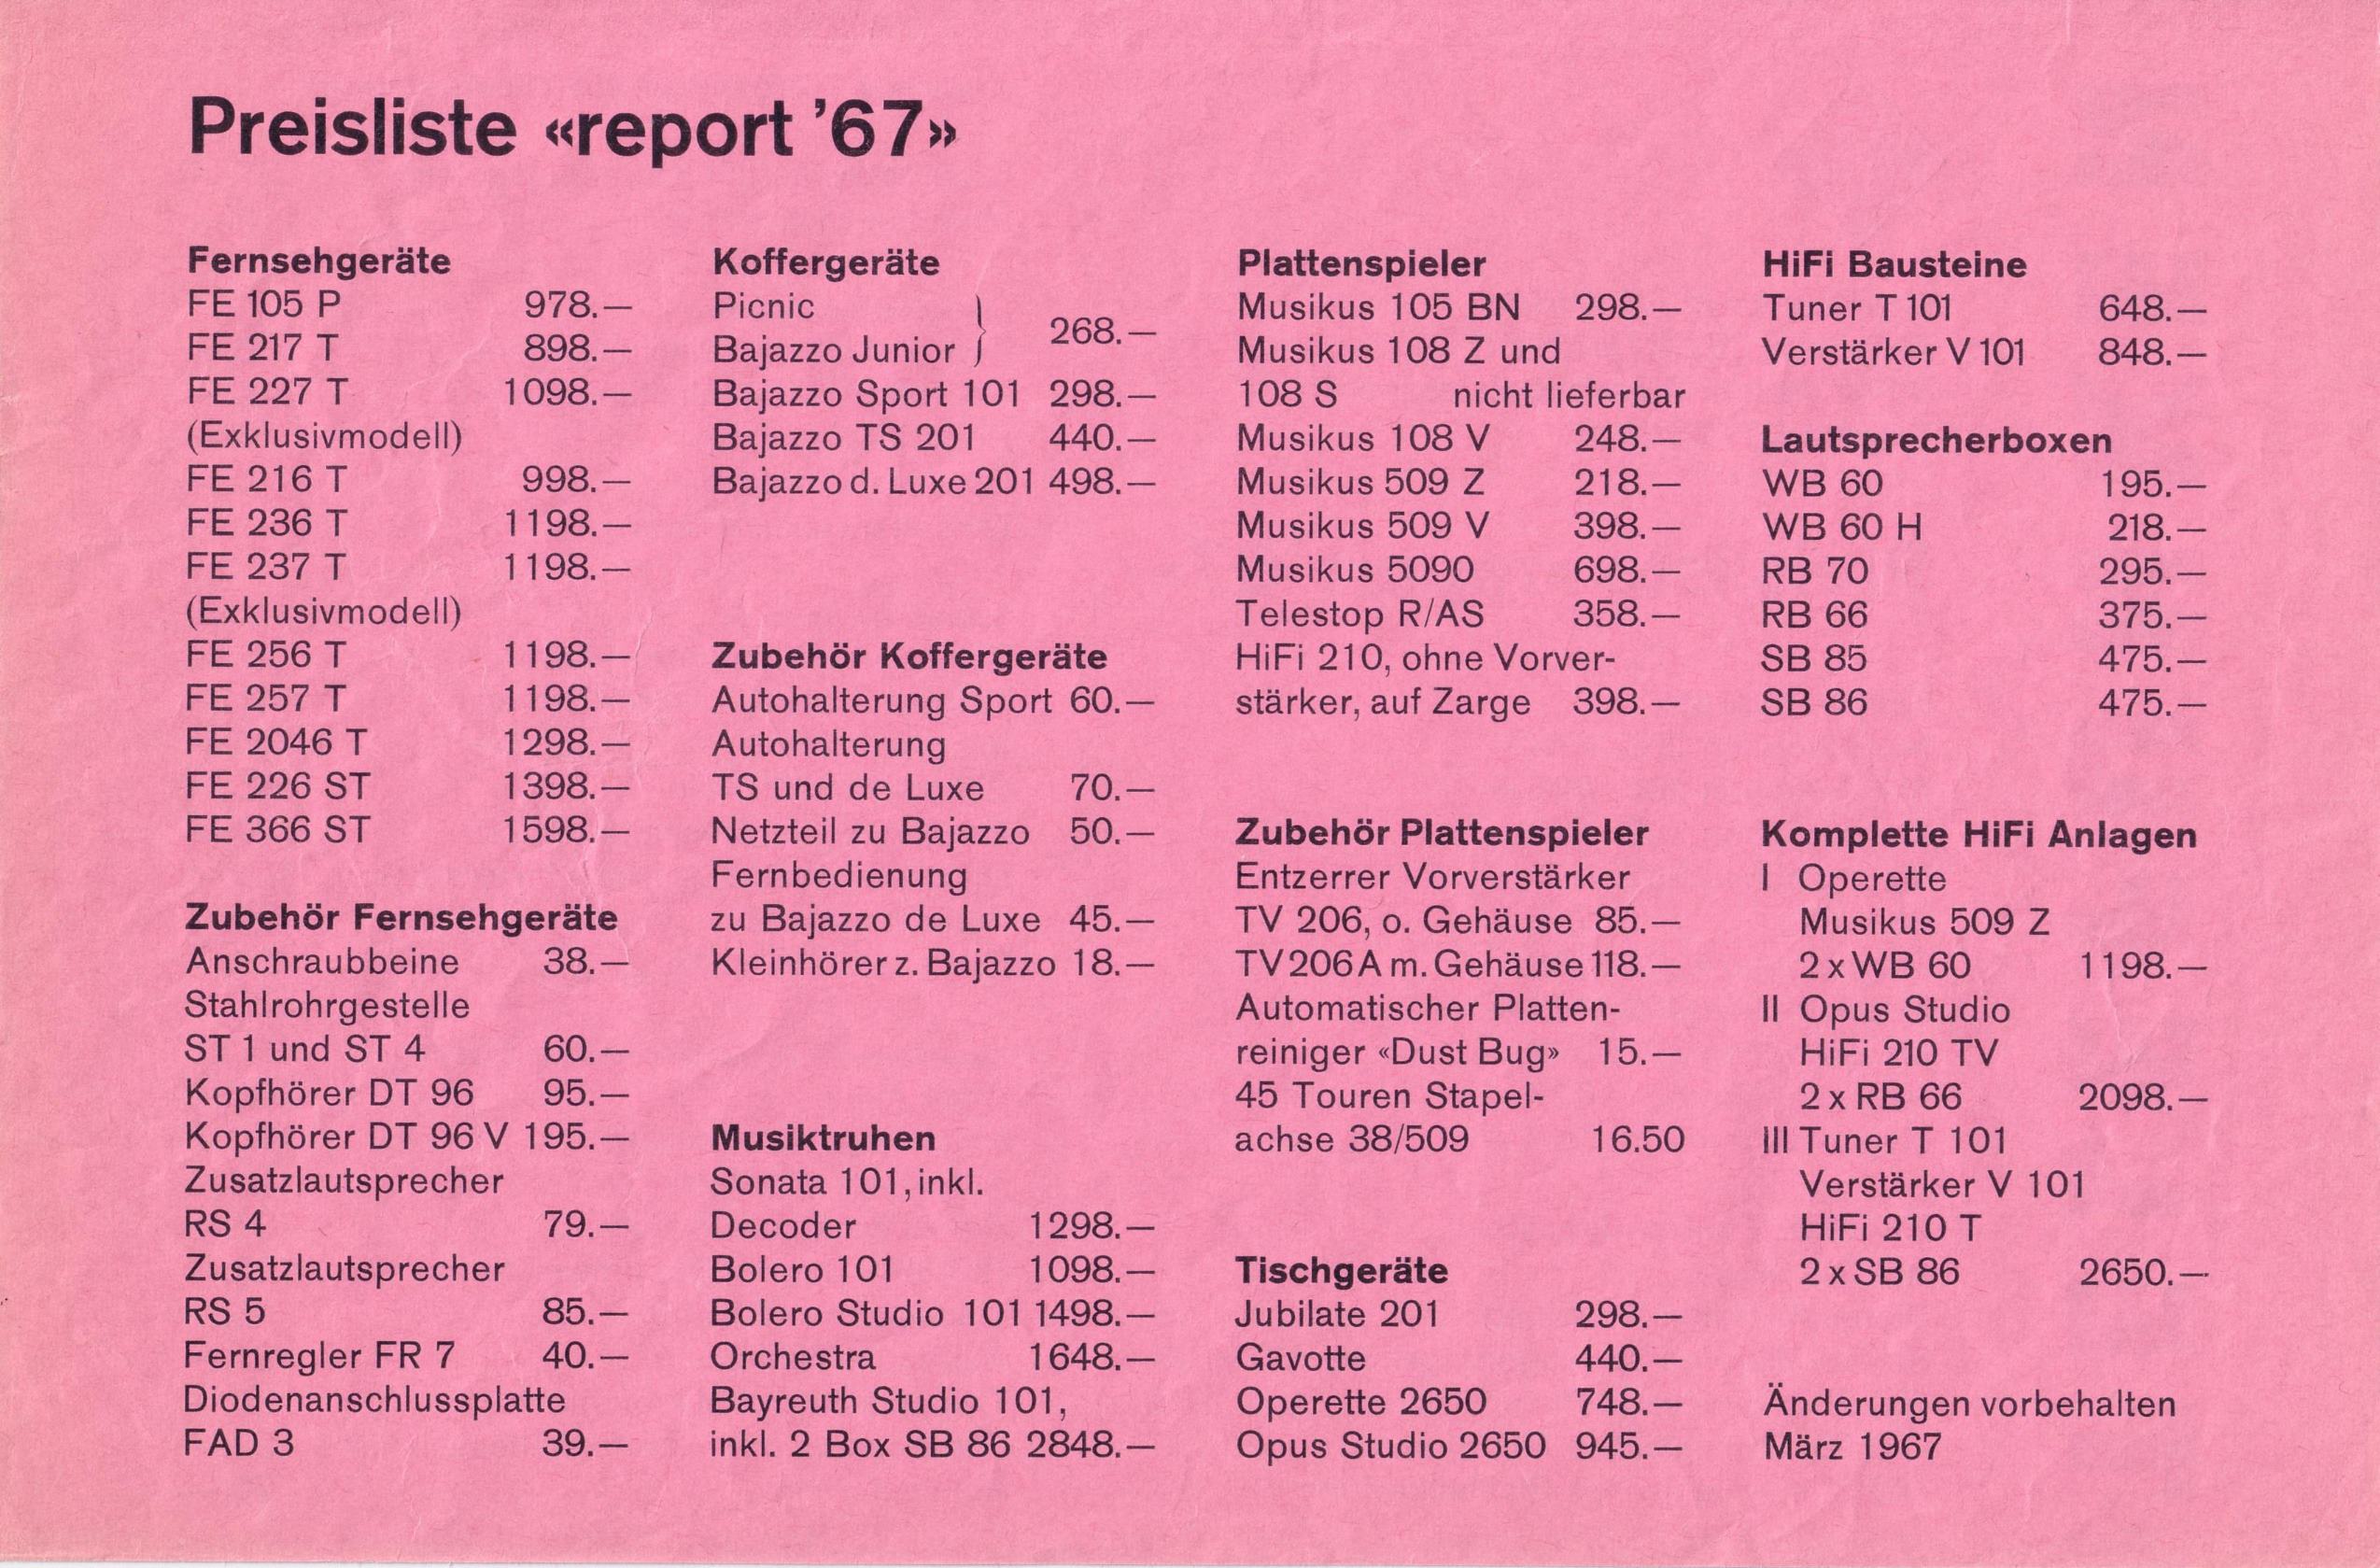 Preisliste «report ’67»
Fernsehgeräte
FE 105 P 978.—
FE 217 T 898.—
FE 227 T 1098.—
(Exklusivmodell)
FE 216 T 998.—
FE 236 T 1198.—
FE 237 T 1198.—
(Exklusivmodell)
FE 256 T 1198.—
FE 257 T 1198.—
FE 2046 T 1298.—
FE 226 ST 1398.—
FE 366 ST 1598.—
Zubehör Fernsehgeräte
Anschraubbeine 38.—
Stahlrohrgestelle
ST 1 und ST 4 60.—
Kopfhörer DT 96 95.—
Kopfhörer DT 96 V 195.—
Zusatzlautsprecher
RS 4 79.—
Zusatzlautsprecher
RS 5 85.—
Fernregler FR 7 40.—
Diodenanschlussplatte
FAD 3 39.—
Koffergeräte
Picnic
Bajazzo Junior } 268.—
Bajazzo Sport 101 298.—
Bajazzo TS 201 440.—
Bajazzo d. Luxe 201 498.—
Zubehör Koffergeräte
Autohalterung Sport 60.—
Autohalterung
TS und de Luxe 70.—
Netzteil zu Bajazzo 50.—
Fernbedienung
zu Bajazzo de Luxe 45.—
Kleinhörer z. Bajazzo 18.—
Musiktruhen
Sonata 101, inkl.
Decoder 1298.—
Bolero 101 1098.—
Bolero Studio 101 1498.—
Orchestra 1648.—
Bayreuth Studio 101,
inkl. 2 Box SB 86 2848.—
Plattenspieler
Musikus 105 BN 298.—
Musikus 108 Z und
108 S nicht lieferbar
Musikus 108 V 248.—
Musikus 509 Z 218.—
Musikus 509 V 398.—
Musikus 5090 698.—
Telestop R/AS 358.—
HiFi 210, ohne Vorver-
stärker, auf Zarge 398.—
Zubehör Plattenspieler
Entzerrer Vorverstärker
TV 206, o. Gehäuse 85.—
TV 206 A m. Gehäuse 118.—
Automatischer Platten-
reiniger «Dust Bug» 15.—
45 Touren Stapel-
achse 38/509 16.50
Tischgeräte
Jubilate 201 298.—
Gavotte 440.—
Operette 2650 748.—
Opus Studio 2650 945.—
HiFi Bausteine
Tuner T 101 648.—
Verstärker V 101 848.—
Lautsprecherboxen
WB 60 195.—
WB 60 H 218.—
RB 70 295.—
RB 66 375.—
SB 85 475.—
SB 86 475.—
Komplette HiFi Anlagen
I Operette
Musikus 509 Z
2 x WB 60 1198.—
II Opus Studio
HiFi 210 TV
2 x RB 66 2098.—
III Tuner T 101
Verstärker V 101
HiFi 210 T
2 x SB 86 2650.—
Änderungen vorbehalten
März 1967